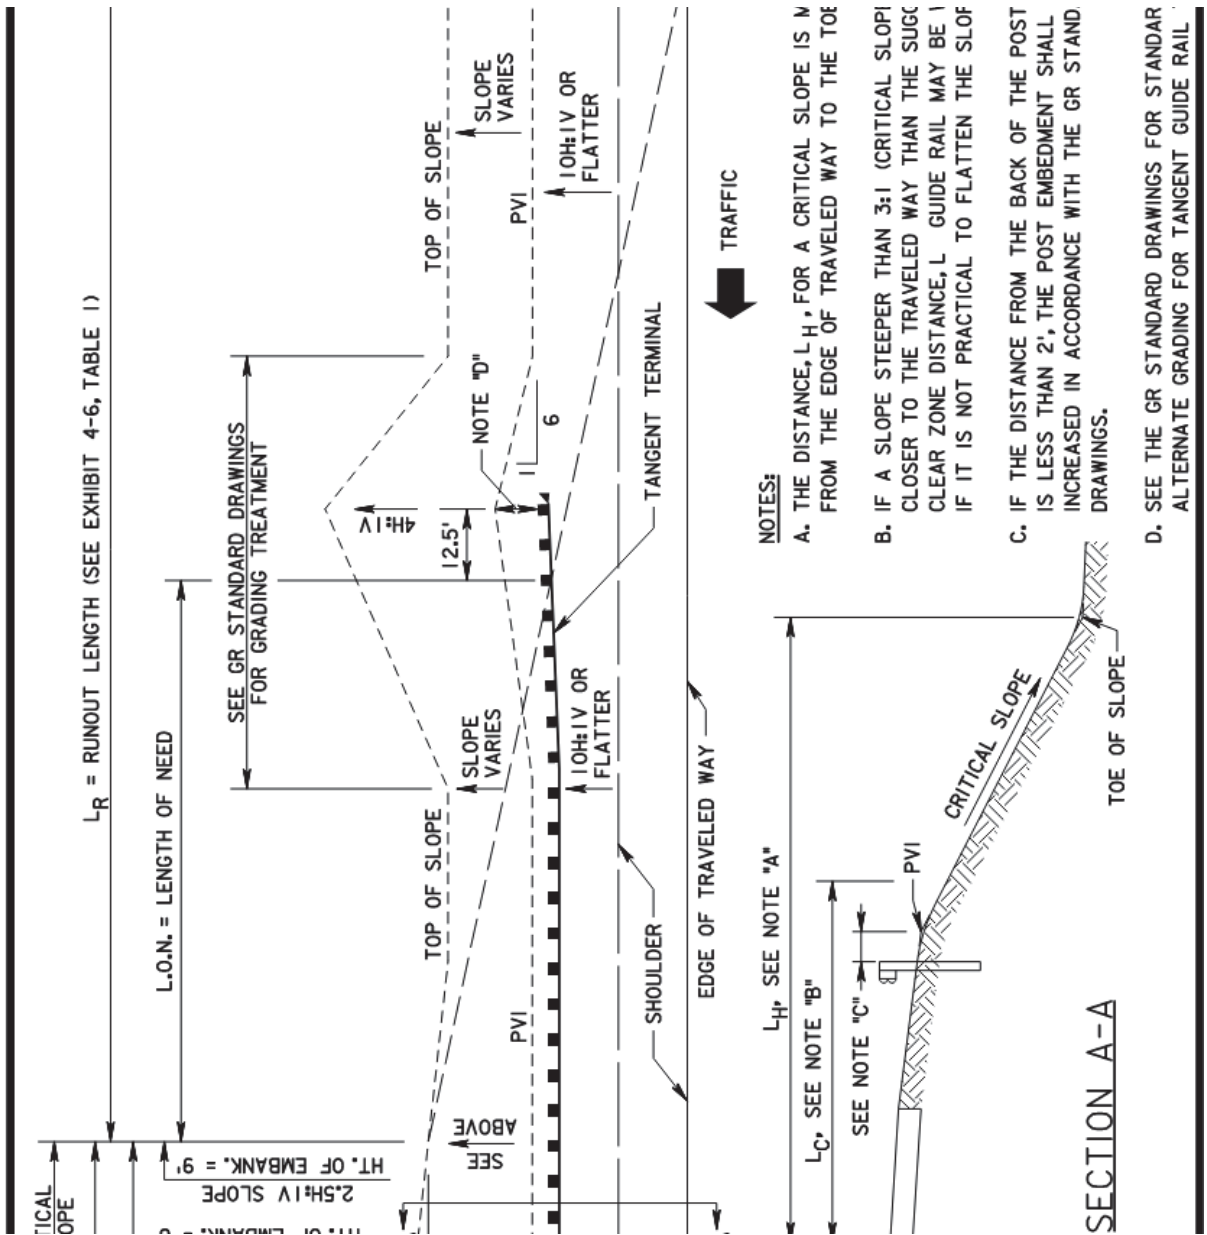 L_R = RUNOUT LENGTH (SEE EXHIBIT 4-6, TABLE 1)
L.O.N. = LENGTH OF NEED
SEE GR STANDARD DRAWINGS
FOR GRADING TREATMENT
TOP OF SLOPE
SLOPE
VARIES
PVI
10H:1V OR
FLATTER
4H:1V
12.5'
NOTE "D"
1
6
TANGENT TERMINAL
TRAFFIC
TOP OF SLOPE
SLOPE
VARIES
10H:1V OR
FLATTER
PVI
SHOULDER
EDGE OF TRAVELED WAY
SEE
ABOVE
2.5H:1V SLOPE
HT. OF EMBANK. = 9'
HT. OF EMBANK. =
NOTES:
A. THE DISTANCE, L_H, FOR A CRITICAL SLOPE IS
FROM THE EDGE OF TRAVELED WAY TO THE TOE
B. IF A SLOPE STEEPER THAN 3:1 (CRITICAL
CLOSER TO THE TRAVELED WAY THAN THE
CLEAR ZONE DISTANCE, L GUIDE RAIL MAY BE
IF IT IS NOT PRACTICAL TO FLATTEN THE
C. IF THE DISTANCE FROM THE BACK OF THE POST
IS LESS THAN 2', THE POST EMBEDMENT SHALL
INCREASED IN ACCORDANCE WITH THE GR
DRAWINGS.
D. SEE THE GR STANDARD DRAWINGS FOR
ALTERNATE GRADING FOR TANGENT GUIDE RAIL
L_H, SEE NOTE "A"
L_C, SEE NOTE "B"
SEE NOTE "C"
PVI
CRITICAL SLOPE
TOE OF SLOPE
SECTION A-A